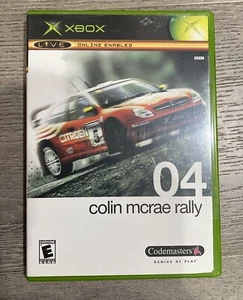 XBOX
LIVE ONLINE ENABLED
CITROËN
04
colin mcrae rally
E
Codemasters
GENIUS AT PLAY